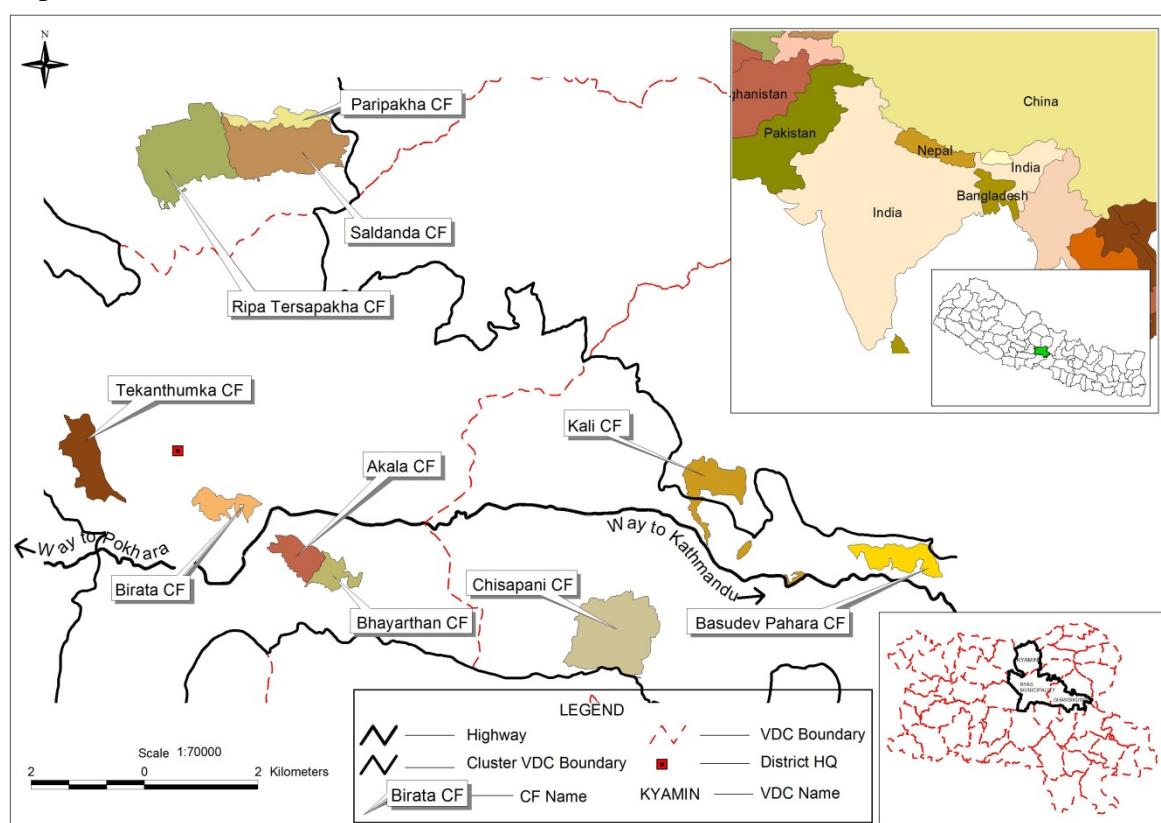 N
Paripakha CF
Saldanda CF
Ripa Tersapakha CF
Tekanthumka CF
Akala CF
Kali CF
Way to Pokhara
Birata CF
Bhayarthan CF
Chisapani CF
Way to Kathmandu
Basudev Pahara CF
ghanistan
Pakistan
China
Nepal
India
Bangladesh
India
KYAMIN
BYAS
MUNICIPALITY
Scale 1:70000
2 0 2 Kilometers
LEGEND
Highway
VDC Boundary
Cluster VDC Boundary
District HQ
Birata CF
CF Name
KYAMIN
VDC Name